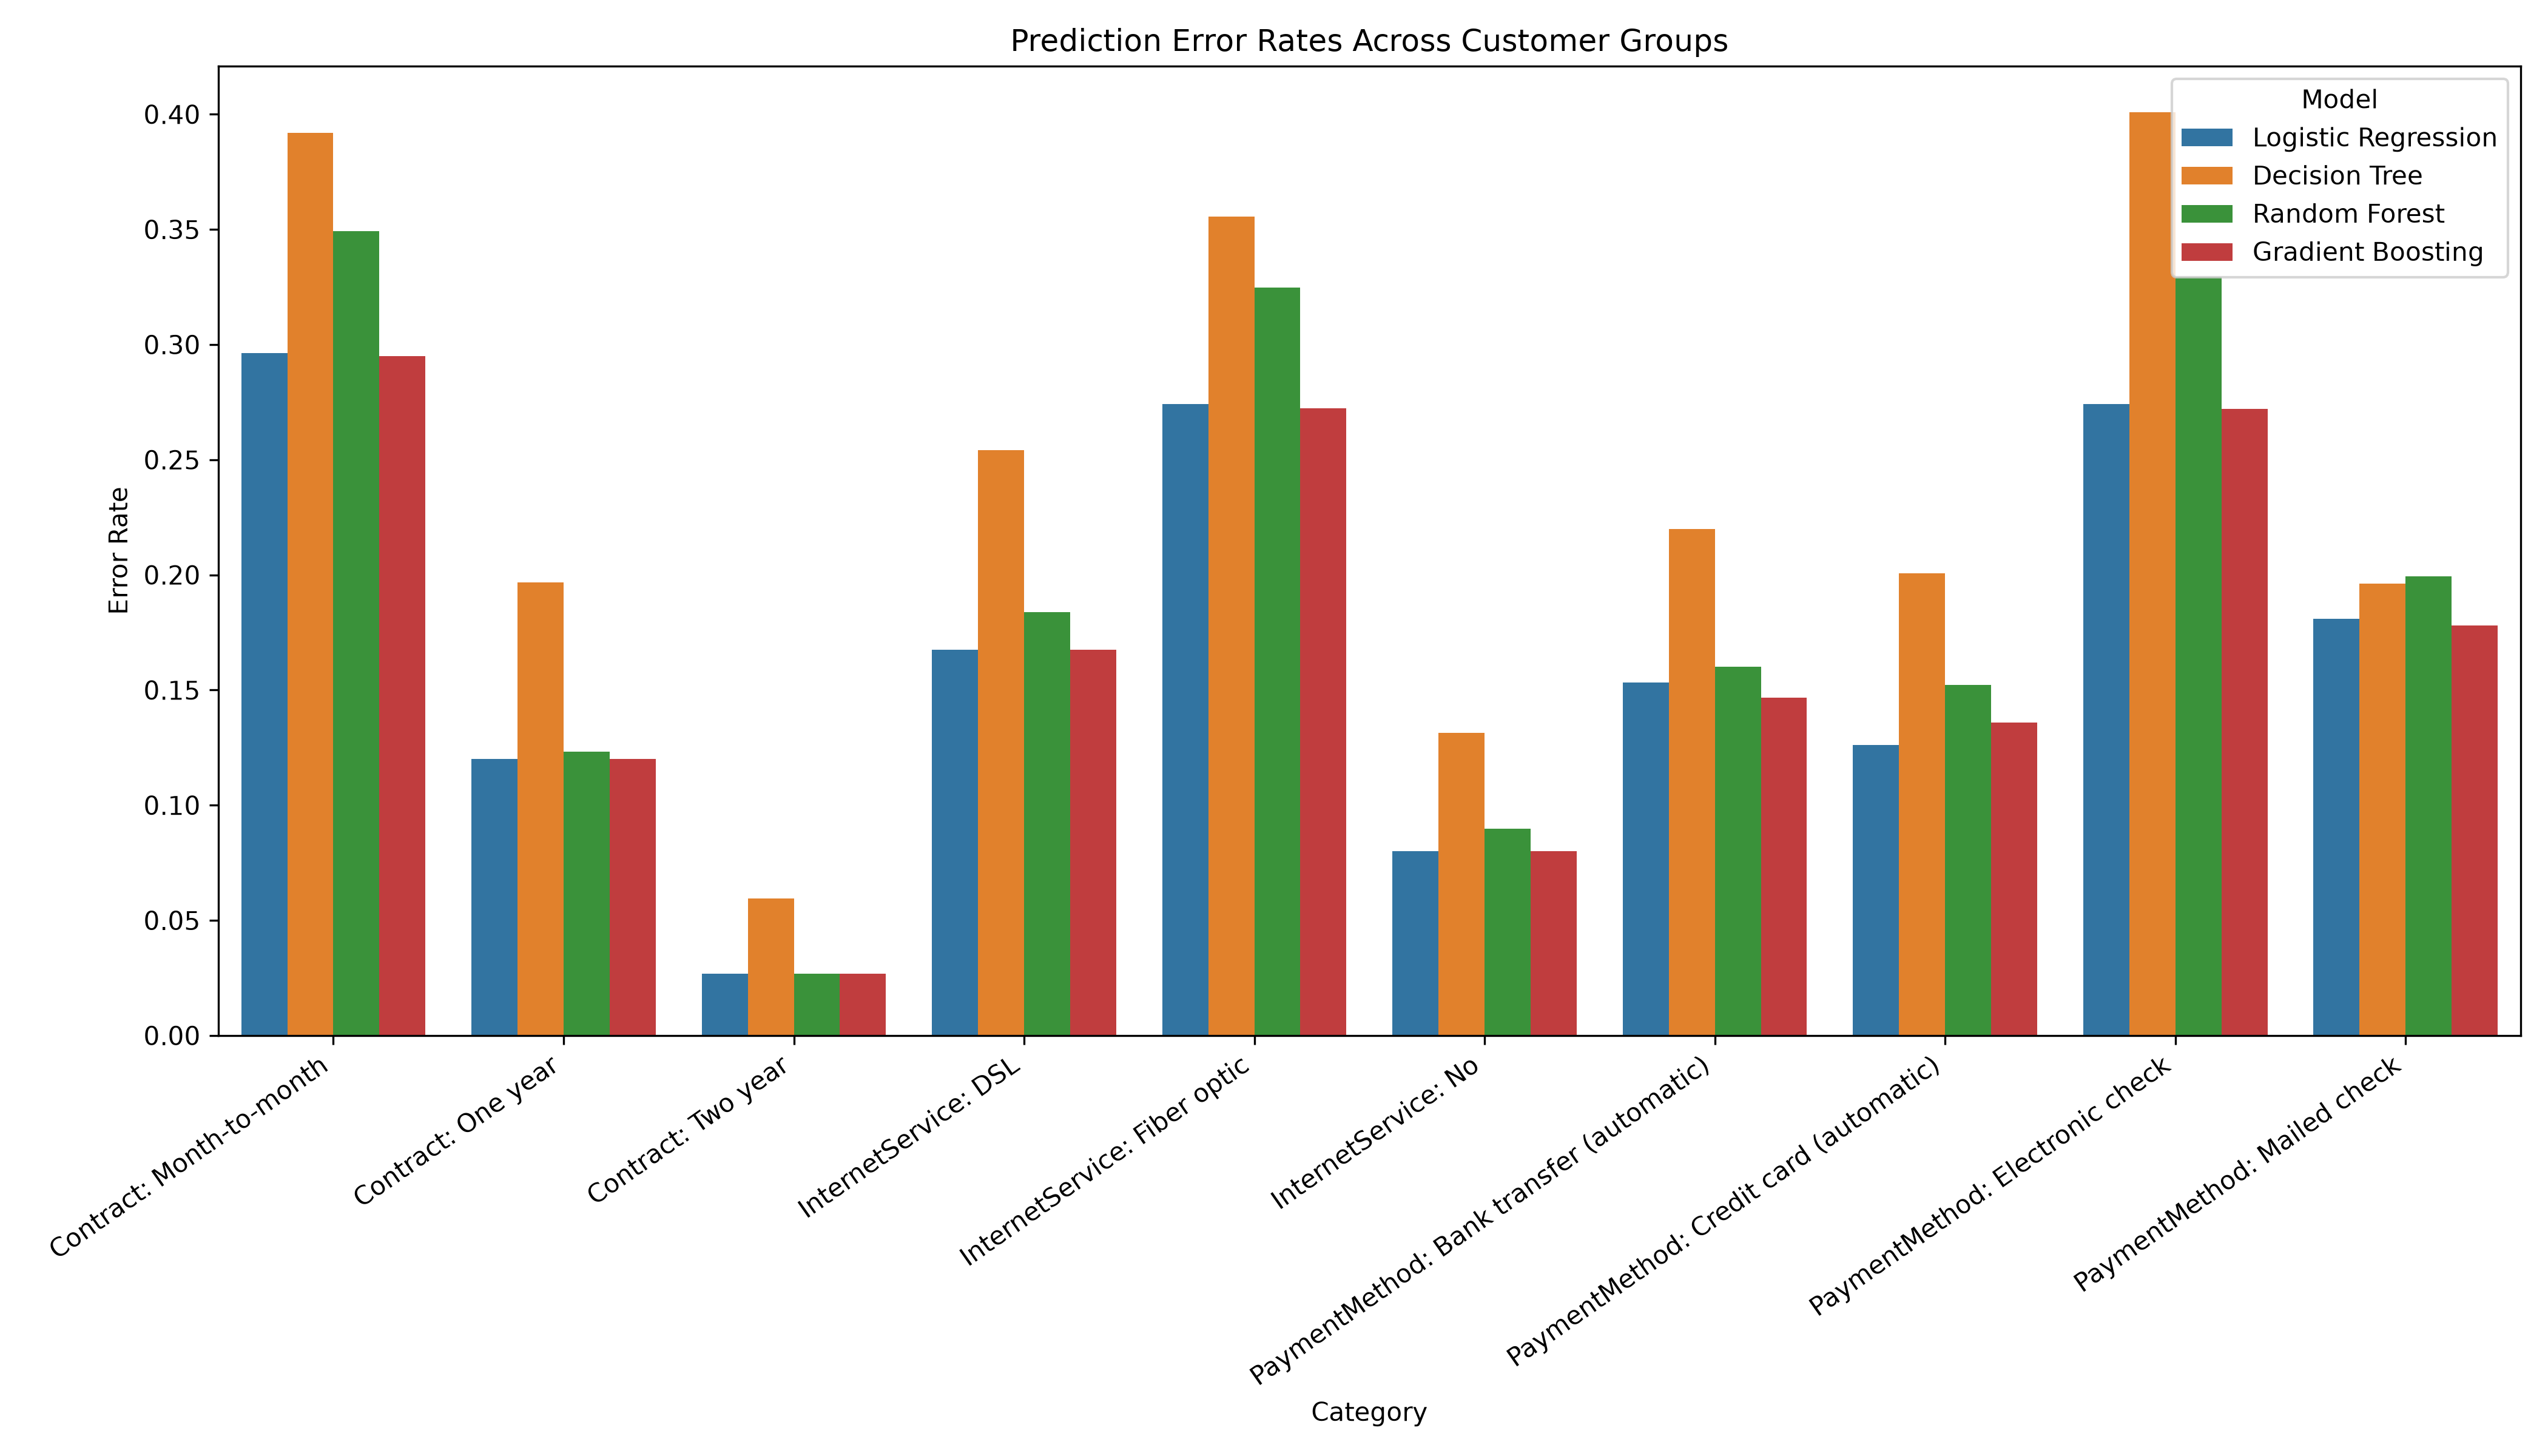 Prediction Error Rates Across Customer Groups
Model
Logistic Regression
Decision Tree
Random Forest
Gradient Boosting
Error Rate
0.40
0.35
0.30
0.25
0.20
0.15
0.10
0.05
0.00
Contract: Month-to-month
Contract: One year
Contract: Two year
InternetService: DSL
InternetService: Fiber optic
InternetService: No
PaymentMethod: Bank transfer (automatic)
PaymentMethod: Credit card (automatic)
PaymentMethod: Electronic check
PaymentMethod: Mailed check
Category